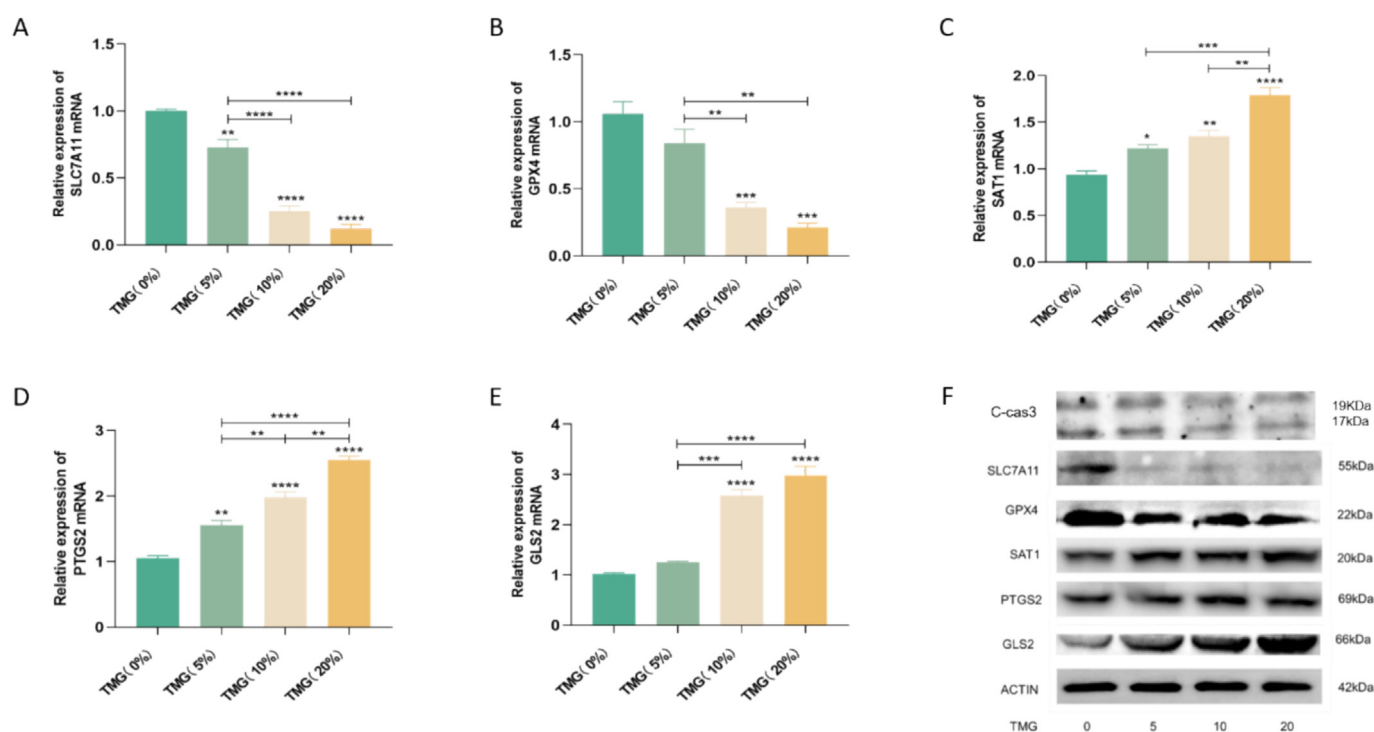 A
Relative expression of
SLC7A11 mRNA
1.5
1.0
0.5
0.0
****
****
**
****
****
TMG( 0%)
TMG( 5%)
TMG( 10%)
TMG( 20%)
B
Relative expression of
GPX4 mRNA
1.5
1.0
0.5
0.0
**
**
***
***
TMG( 0%)
TMG( 5%)
TMG( 10%)
TMG( 20%)
C
Relative expression of
SAT1 mRNA
2.0
1.5
1.0
0.5
0.0
***
**
****
*
**
TMG( 0%)
TMG( 5%)
TMG( 10%)
TMG( 20%)
D
Relative expression of
PTGS2 mRNA
3
2
1
0
****
**
**
****
****
**
TMG( 0%)
TMG( 5%)
TMG( 10%)
TMG( 20%)
E
Relative expression of
GLS2 mRNA
4
3
2
1
0
****
***
****
****
TMG( 0%)
TMG( 5%)
TMG( 10%)
TMG( 20%)
F
C-cas3
19KDa
17kDa
SLC7A11
55kDa
GPX4
22kDa
SAT1
20kDa
PTGS2
69kDa
GLS2
66kDa
ACTIN
42kDa
TMG 0 5 10 20